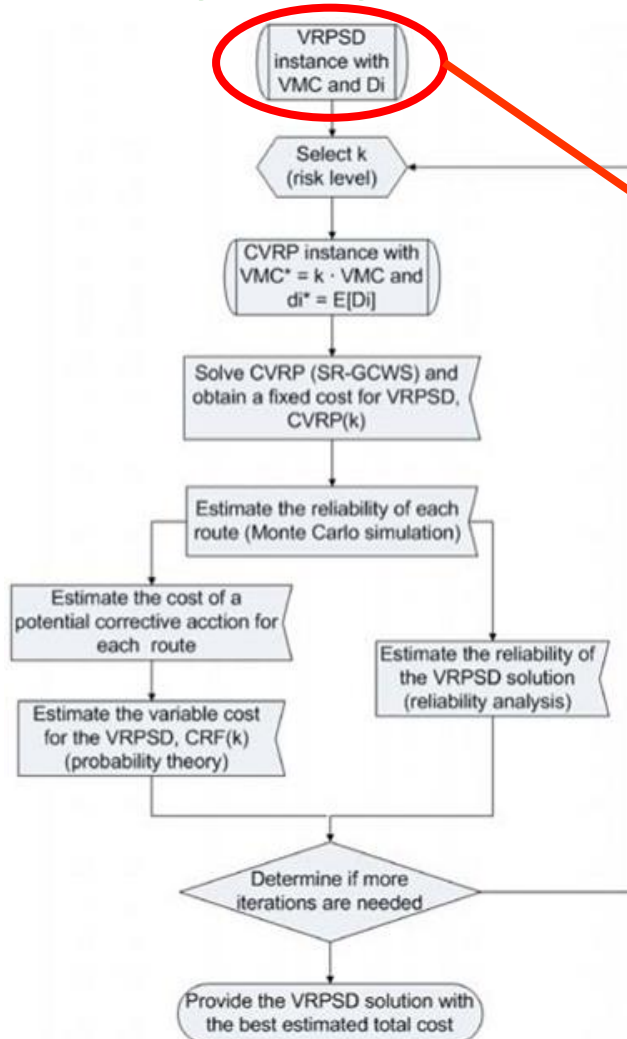 VRPSD
instance with
VMC and Di
Select k
(risk level)
CVRP instance with
VMC* = k · VMC and
di* = E[Di]
Solve CVRP (SR-GCWS) and
obtain a fixed cost for VRPSD,
CVRP(k)
Estimate the reliability of each
route (Monte Carlo simulation)
Estimate the cost of a
potential corrective acction for
each route
Estimate the variable cost
for the VRPSD, CRF(k)
(probability theory)
Estimate the reliability of
the VRPSD solution
(reliability analysis)
Determine if more
iterations are needed
Provide the VRPSD solution with
the best estimated total cost